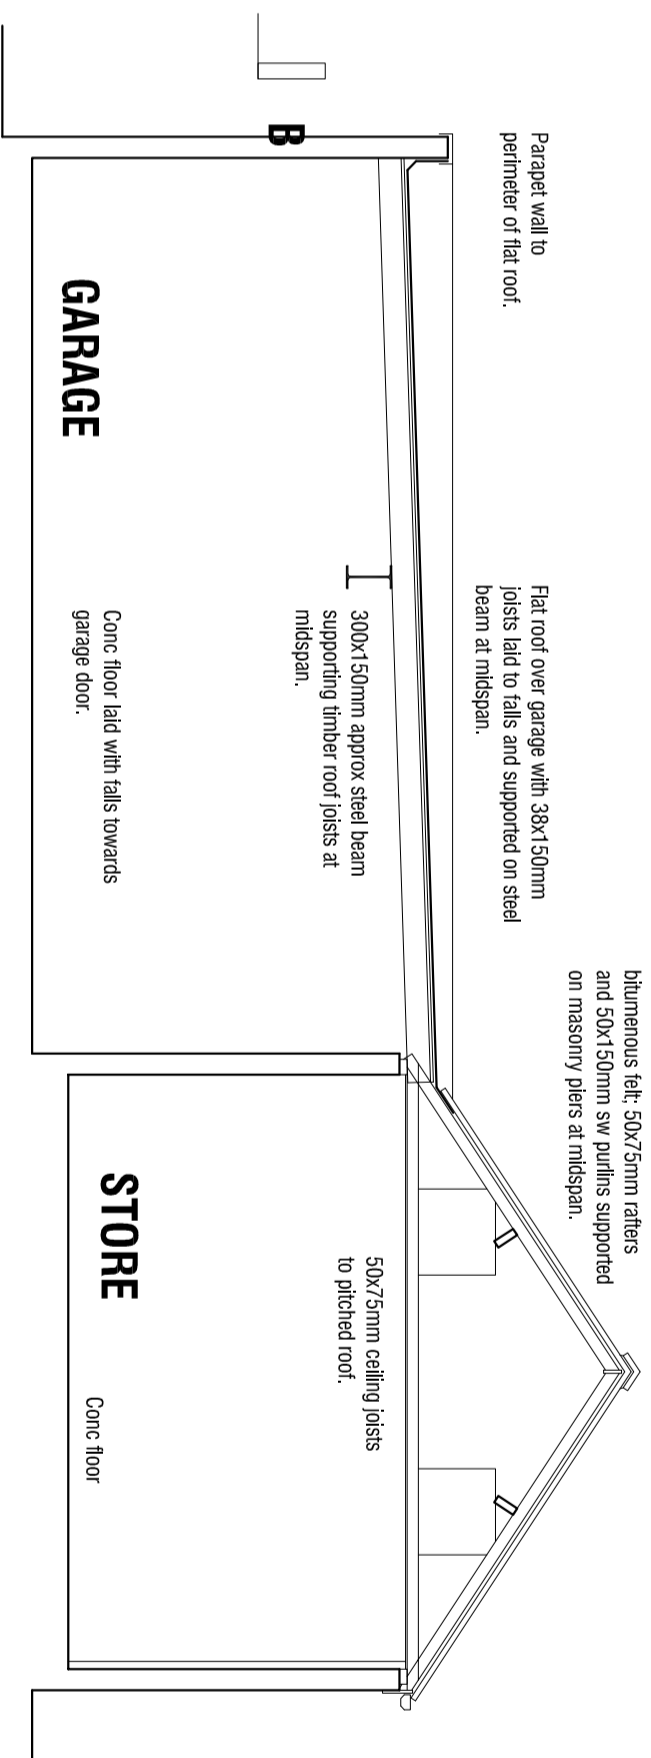 bitumenous felt; 50x75mm rafters
and 50x150mm sw purlins supported
on masonry piers at midspan.
Parapet wall to
perimeter of flat roof.
Flat roof over garage with 38x150mm
joists laid to falls and supported on steel
beam at midspan.
B
300x150mm approx steel beam
supporting timber roof joists at
midspan.
50x75mm ceiling joists
to pitched roof.
GARAGE
Conc floor laid with falls towards
garage door.
STORE
Conc floor